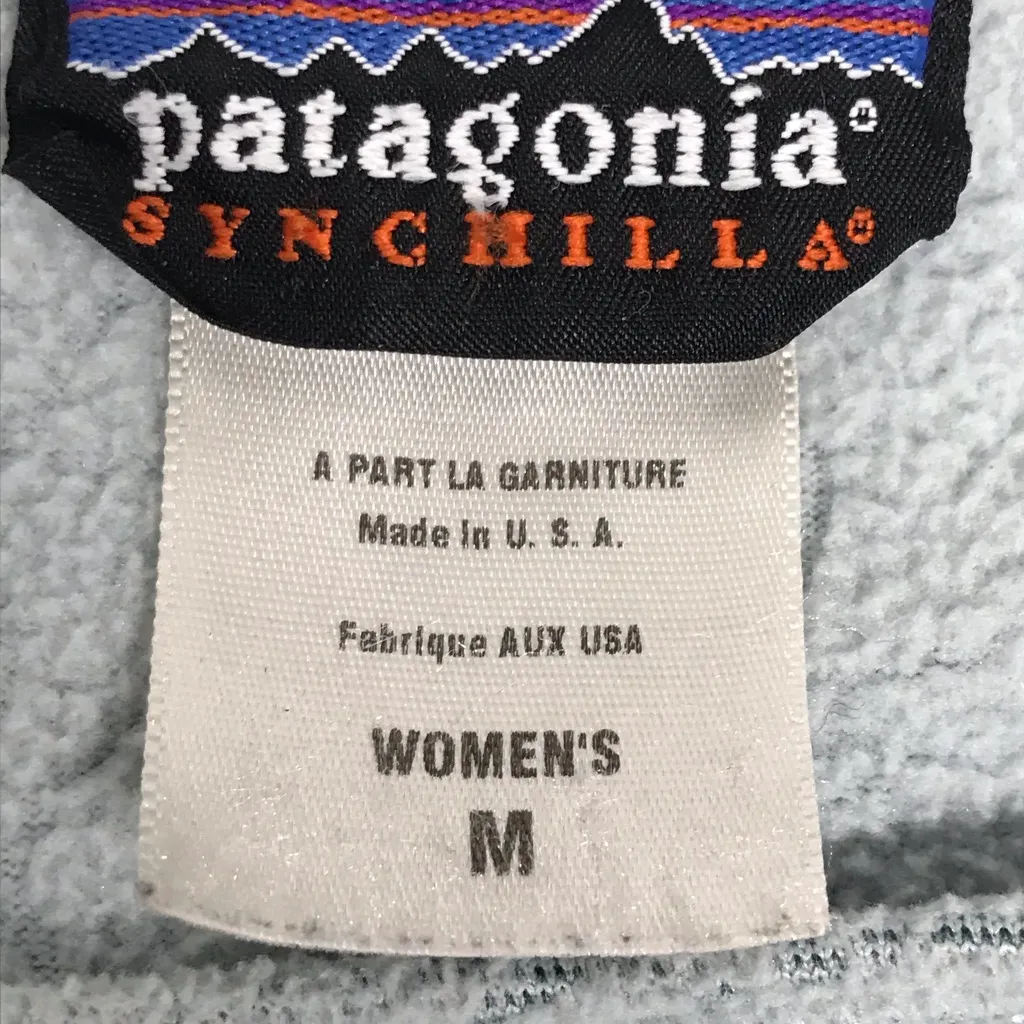 patagonia®
SYNCHILLA®
A PART LA GARNITURE
Made in U. S. A.
Fabrique AUX USA
WOMEN'S
M